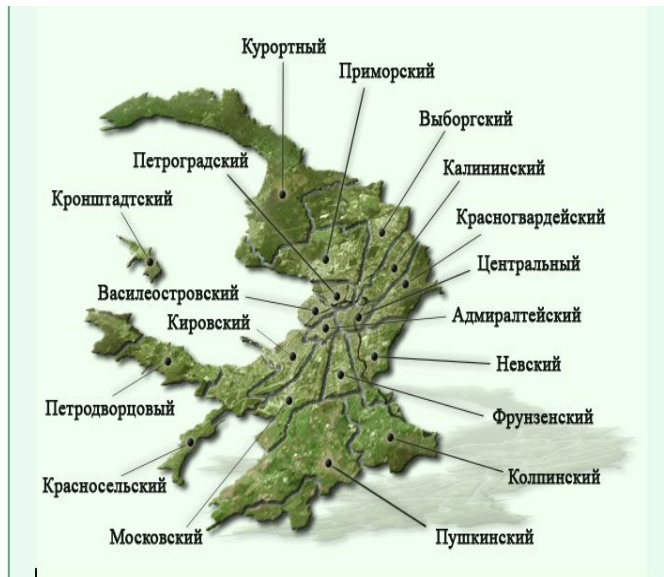 Курортный
Приморский
Выборгский
Петроградский
Калининский
Кронштадтский
Красногвардейский
Центральный
Василеостровский
Кировский
Адмиралтейский
Невский
Петродворцовый
Фрунзенский
Колпинский
Красносельский
Московский
Пушкинский